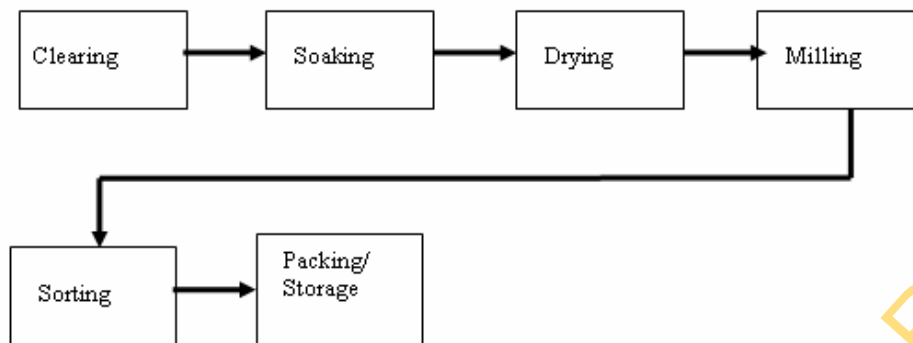 Clearing
Soaking
Drying
Milling
Sorting
Packing/
Storage